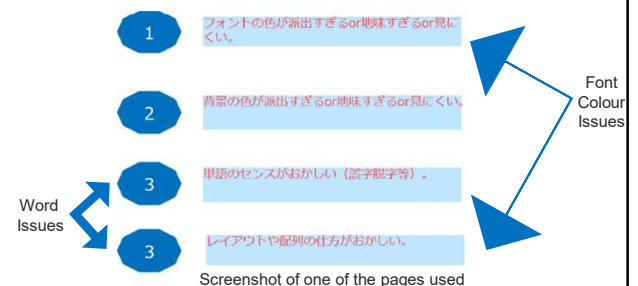 1
フォントの色が派出すぎるor地味すぎるor見に
くい。
2
背景の色が派出すぎるor地味すぎるor見にくい。
3
単語のセンスがおかしい（誤字脱字等）。
3
レイアウトや配列の仕方がおかしい。
Font
Colour
Issues
Word
Issues
Screenshot of one of the pages used